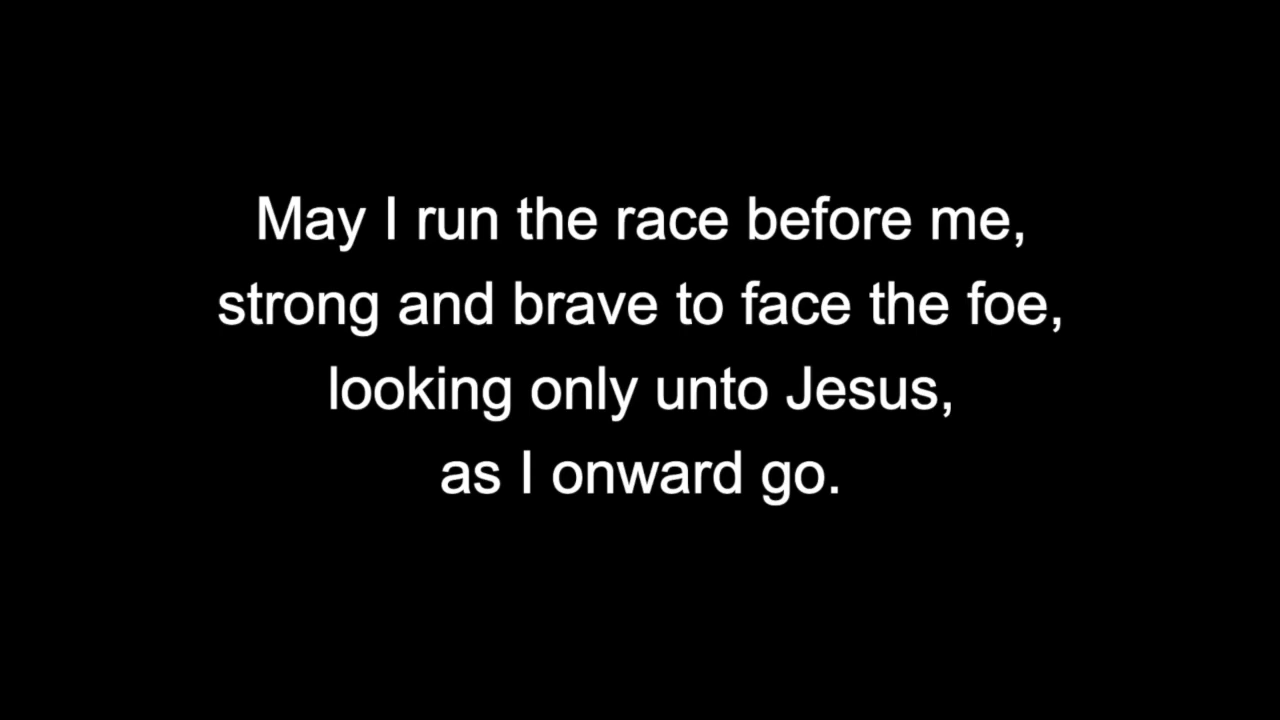 May I run the race before me,
strong and brave to face the foe,
looking only unto Jesus,
as I onward go.